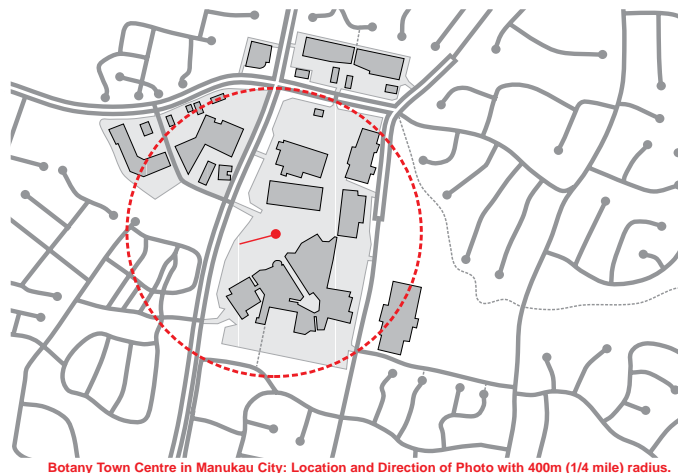 Botany Town Centre in Manukau City: Location and Direction of Photo with 400m (1/4 mile) radius.